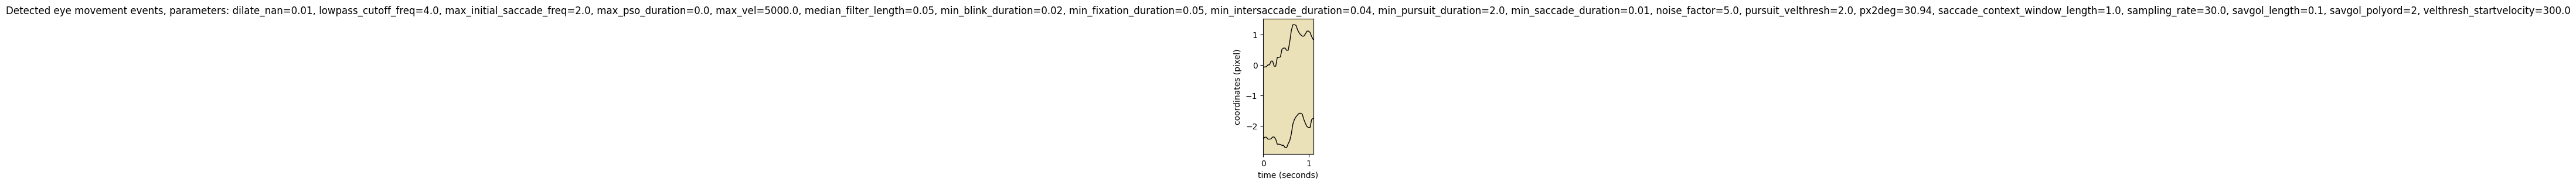 Detected eye movement events, parameters: dilate_nan=0.01, lowpass_cutoff_freq=4.0, max_initial_saccade_freq=2.0, max_pso_duration=0.0, max_vel=5000.0, median_filter_length=0.05, min_blink_duration=0.02, min_fixation_duration=0.05, min_intersaccade_duration=0.04, min_pursuit_duration=2.0, min_saccade_duration=0.01, noise_factor=5.0, pursuit_velthresh=2.0, px2deg=30.94, saccade_context_window_length=1.0, sampling_rate=30.0, savgol_length=0.1, savgol_polyord=2, velthresh_startvelocity=300.0
coordinates (pixel)
1
0
−1
−2
0 1
time (seconds)